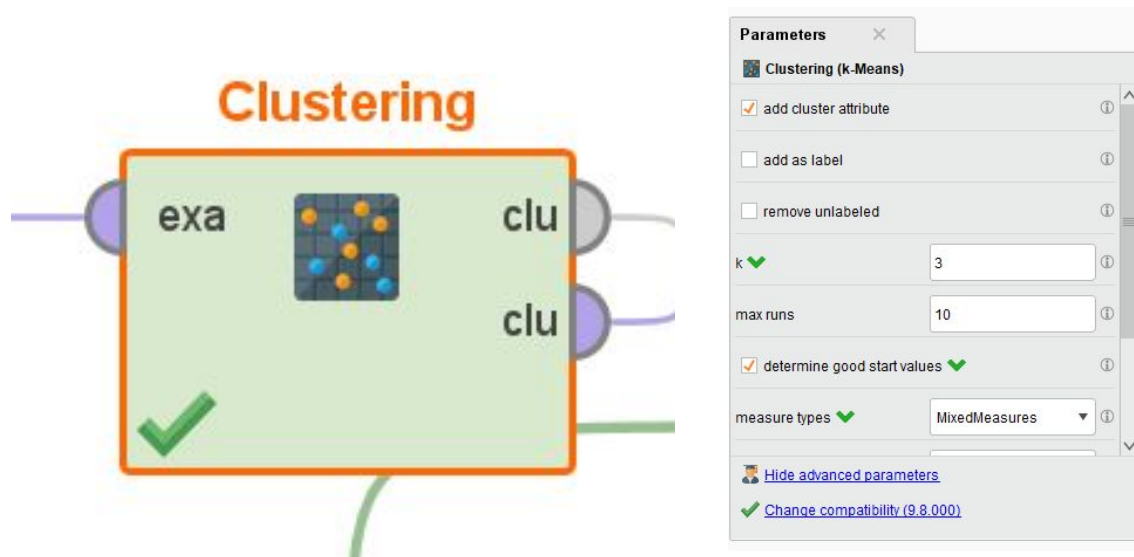 Clustering
exa
clu
clu
Parameters
Clustering (k-Means)
add cluster attribute
add as label
remove unlabeled
k 3
max runs 10
determine good start values
measure types MixedMeasures
Hide advanced parameters
Change compatibility (9.8.000)